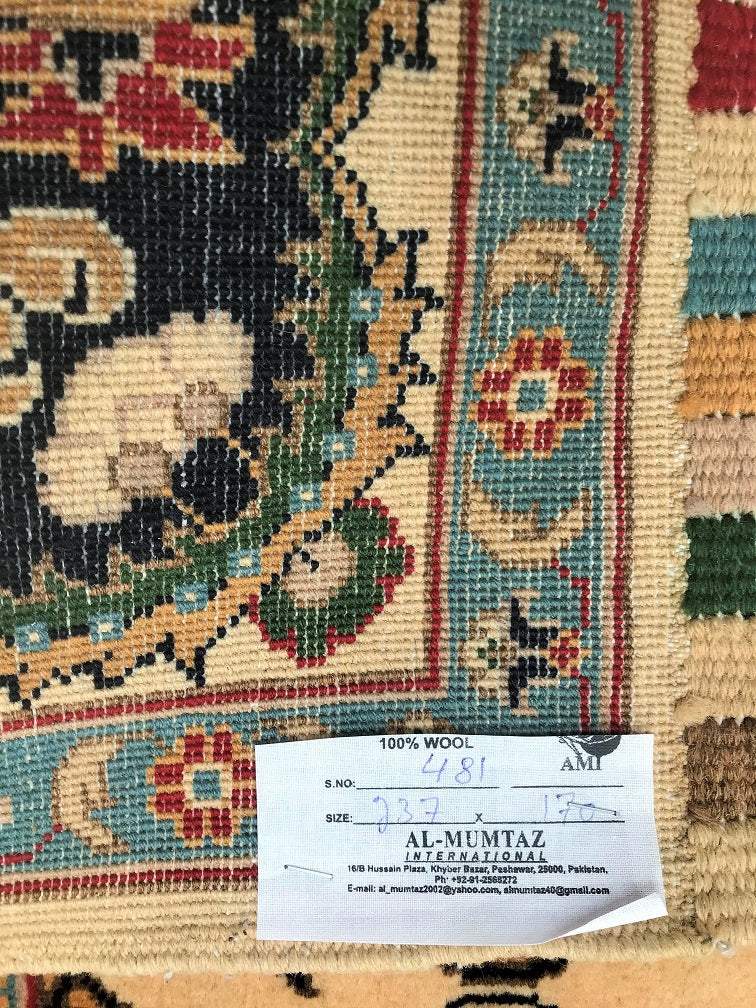 100% WOOL
S.NO: 481
AMI
SIZE: 237 x 170
AL-MUMTAZ
INTERNATIONAL
16/B Hussain Plaza, Khyber Bazar, Peshawar, 25000, Pakistan,
Ph: +92-91-2568272
E-mail: al_mumtaz2002@yahoo.com, almumtaz40@gmail.com